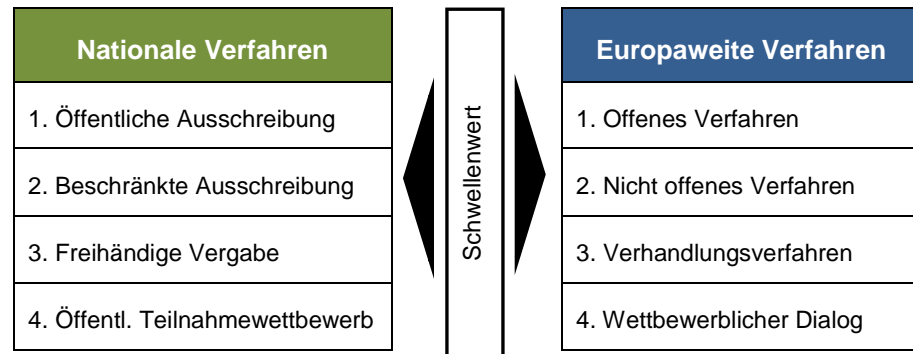 Nationale Verfahren
1. Öffentliche Ausschreibung
2. Beschränkte Ausschreibung
3. Freihändige Vergabe
4. Öffentl. Teilnahmewettbewerb
Schwellenwert
Europaweite Verfahren
1. Offenes Verfahren
2. Nicht offenes Verfahren
3. Verhandlungsverfahren
4. Wettbewerblicher Dialog